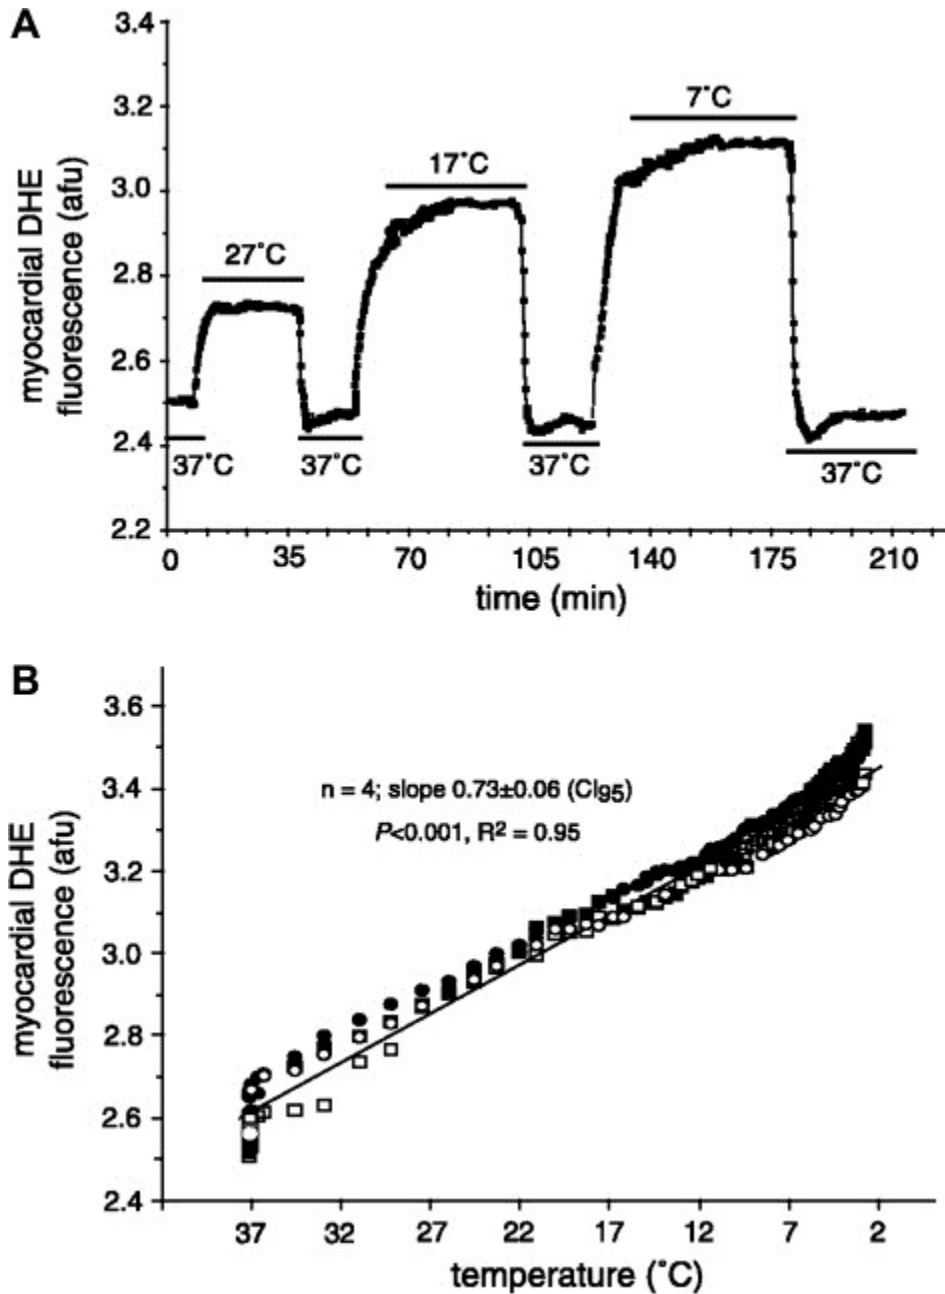 A
3.4
3.2
3.0
2.8
2.6
2.4
2.2
myocardial DHE
fluorescence (afu)
27˚C
17˚C
7˚C
37˚C
37˚C
37˚C
37˚C
0 35 70 105 140 175 210
time (min)
B
3.6
3.4
3.2
3.0
2.8
2.6
2.4
myocardial DHE
fluorescence (afu)
n = 4; slope 0.73±0.06 (CI95)
P<0.001, R² = 0.95
37 32 27 22 17 12 7 2
temperature (˚C)